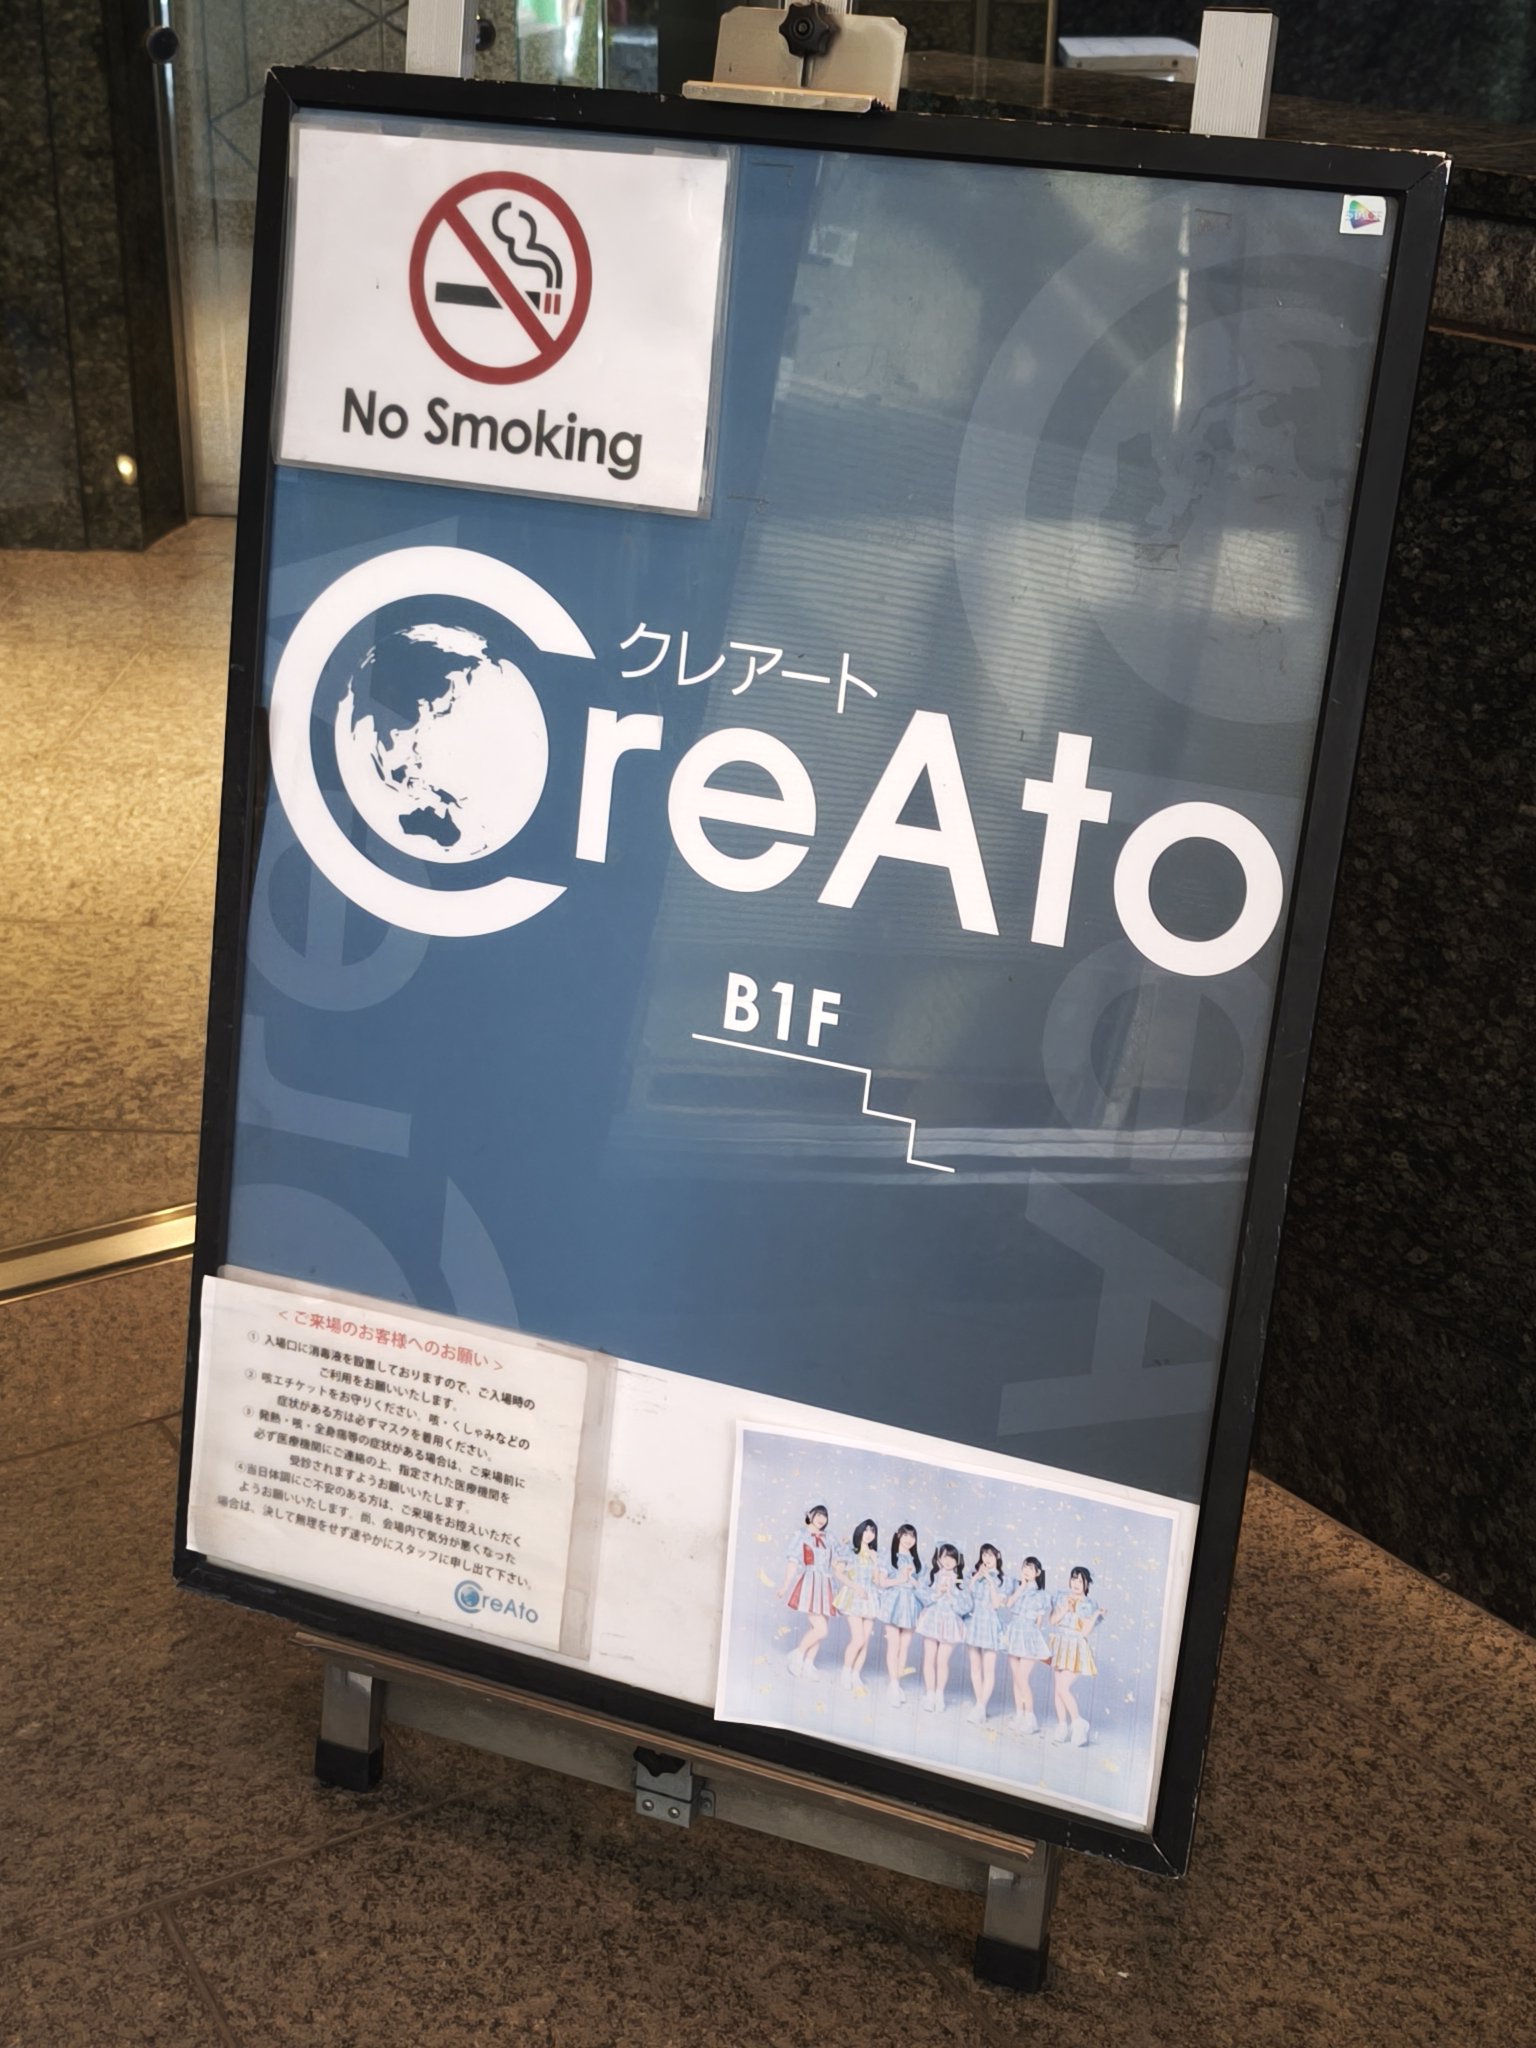 No Smoking
クレアート
CreAto
B1F
<ご来場のお客様へのお願い>
① 入場口に消毒液を設置しておりますので、ご入場時の
ご利用をお願いいたします。
② 咳エチケットをお守りください。咳・くしゃみなどの
症状がある方は必ずマスクを着用ください。
③ 発熱・咳・全身痛等の症状がある場合は、ご来場前に
必ず医療機関にご連絡の上、指定された医療機関を
受診されますようお願いいたします。
④当日体調にご不安のある方は、ご来場をお控えいただく
ようお願いいたします。尚、会場内で気分が悪くなった
場合は、決して無理をせず速やかにスタッフに申し出て下さい。
CreAto